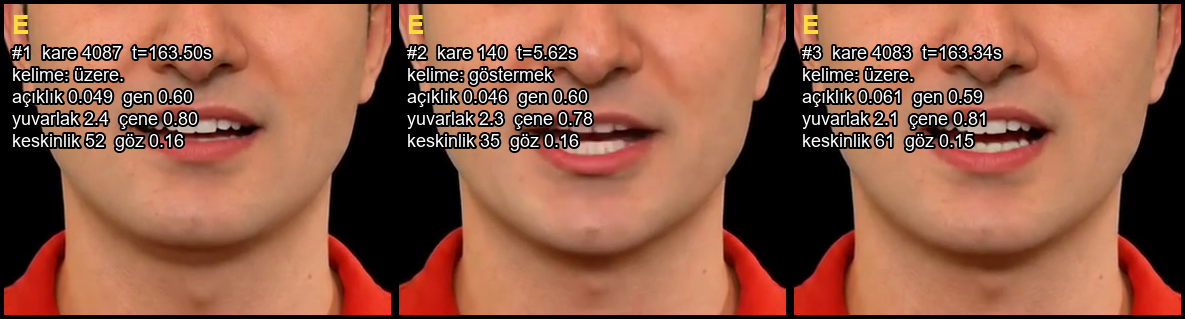 E
#1 kare 4087 t=163.50s
kelime: üzere.
açıklık 0.049 gen 0.60
yuvarlak 2.4 çene 0.80
keskinlik 52 göz 0.16
E
#2 kare 140 t=5.62s
kelime: göstermek
açıklık 0.046 gen 0.60
yuvarlak 2.3 çene 0.78
keskinlik 35 göz 0.16
E
#3 kare 4083 t=163.34s
kelime: üzere.
açıklık 0.061 gen 0.59
yuvarlak 2.1 çene 0.81
keskinlik 61 göz 0.15